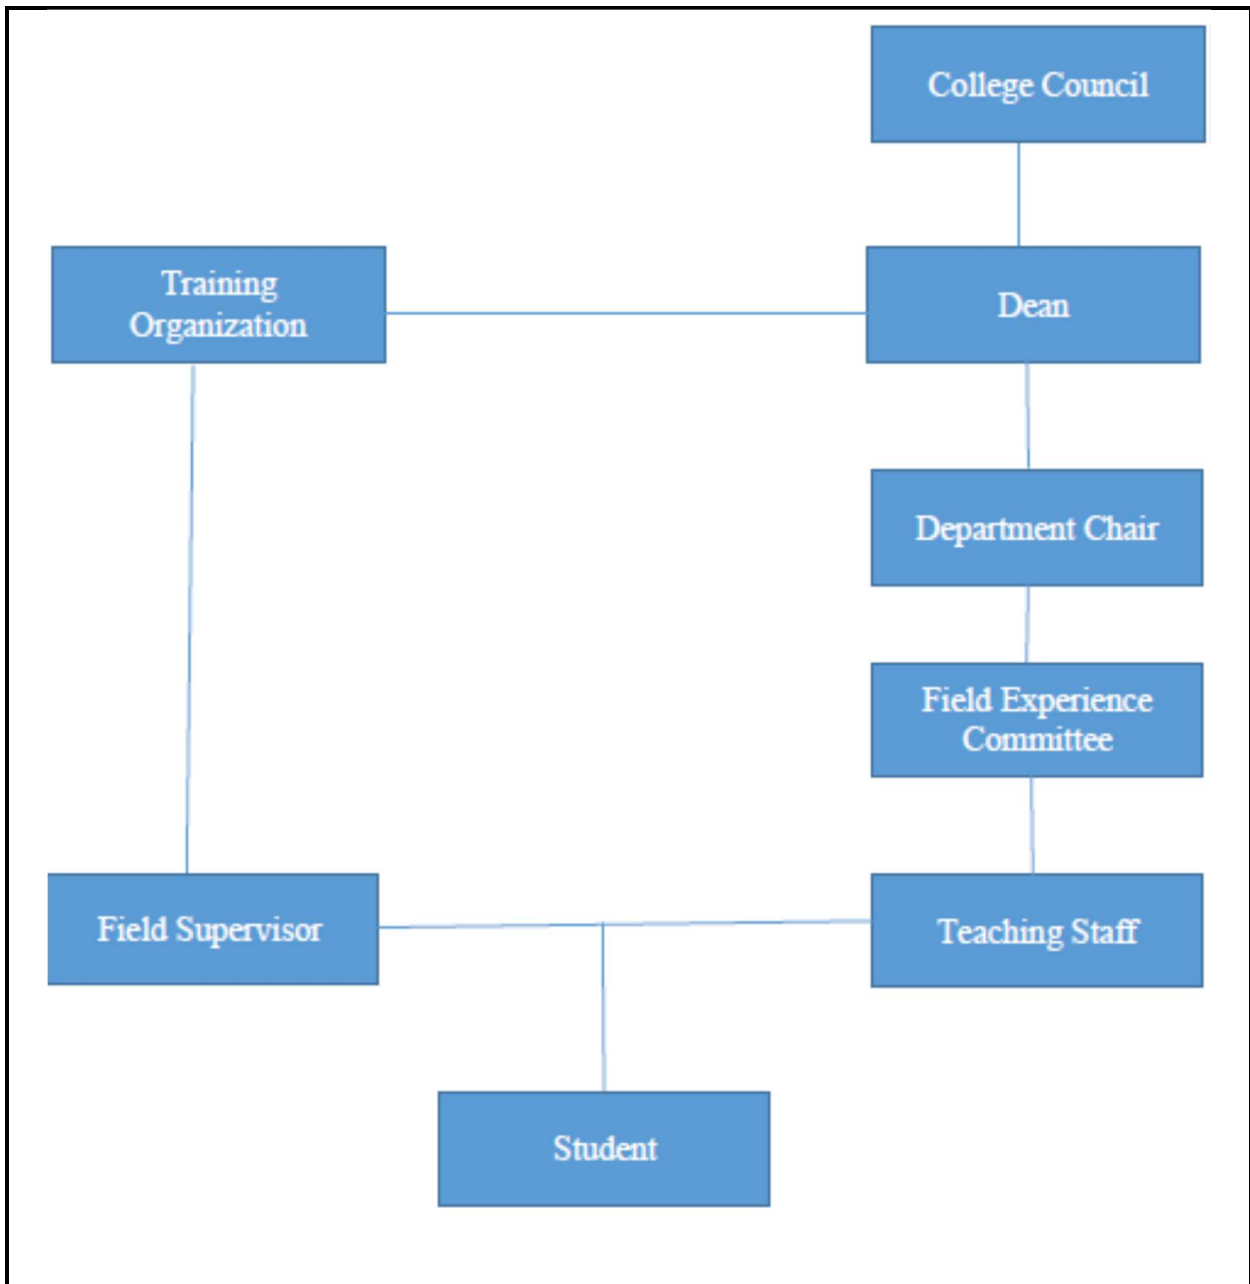 College Council
Training
Organization
Dean
Department Chair
Field Experience
Committee
Field Supervisor
Teaching Staff
Student